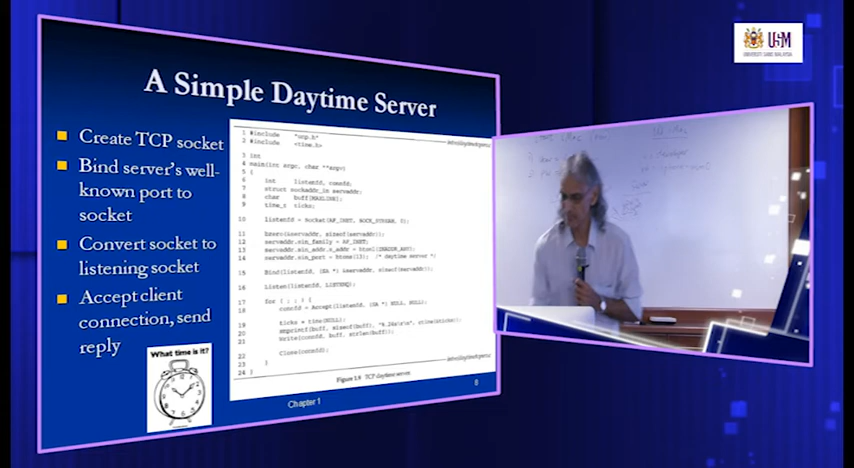 A Simple Daytime Server
Create TCP socket
Bind server's well-
known port to
socket
Convert socket to
listening socket
Accept client
connection, send
reply
What time is it?
1 #include "unp.h"
2 #include <time.h>
3 int
4 main(int argc, char **argv)
5 {
6 int listenfd, connfd;
7 struct sockaddr_in servaddr;
8 char buff[MAXLINE];
9 time_t ticks;
10 listenfd = Socket(AF_INET, SOCK_STREAM, 0);
11 bzero(&servaddr, sizeof(servaddr));
12 servaddr.sin_family = AF_INET;
13 servaddr.sin_addr.s_addr = htonl(INADDR_ANY);
14 servaddr.sin_port = htons(13); /* daytime server */
15 Bind(listenfd, (SA *) &servaddr, sizeof(servaddr));
16 Listen(listenfd, LISTENQ);
17 for ( ; ; ) {
18 connfd = Accept(listenfd, (SA *) NULL, NULL);
19 ticks = time(NULL);
20 snprintf(buff, sizeof(buff), "%.24s\r\n", ctime(&ticks));
21 Write(connfd, buff, strlen(buff));
22 Close(connfd);
23 }
24 }
TCP daytime server
Chapter 1
8
USM
UNIVERSITI SAINS MALAYSIA